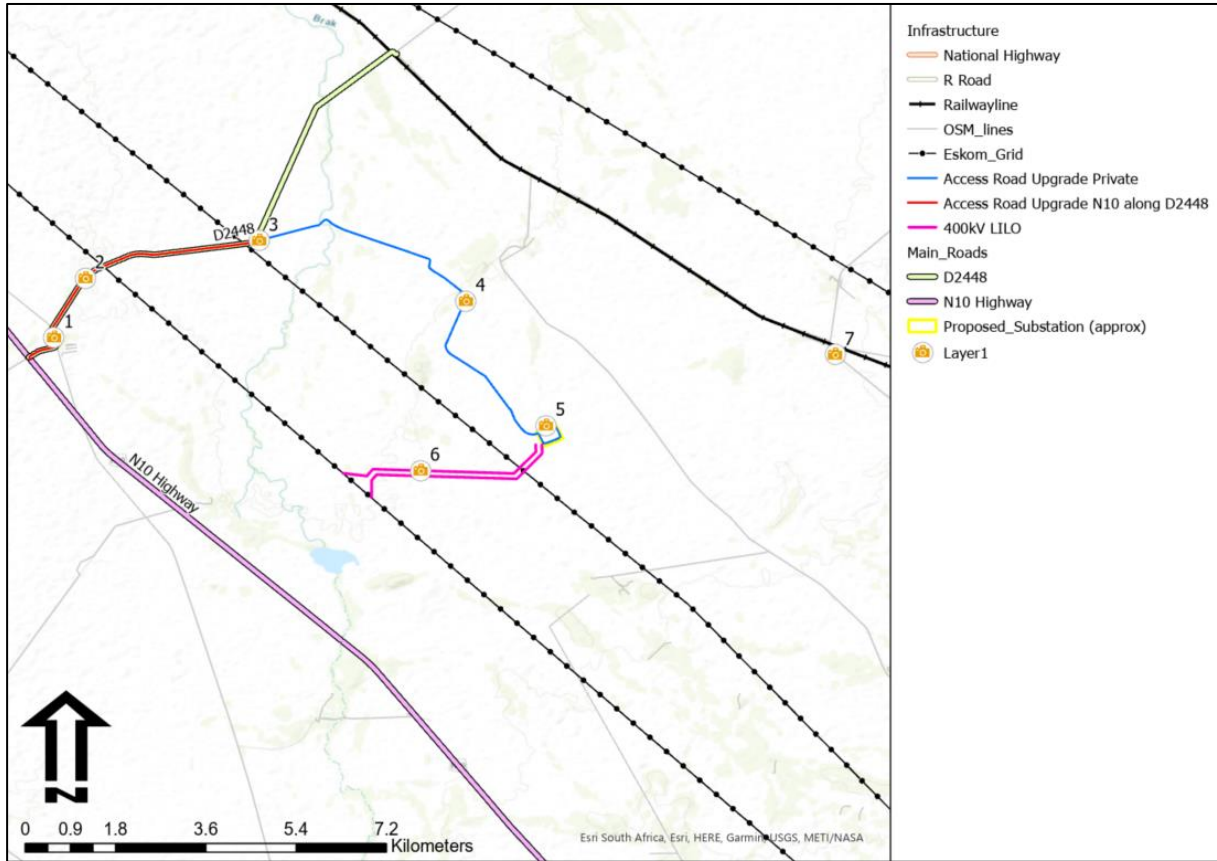 Brak
D2448
3
2
1
4
7
5
6
N10 Highway
N
0 0.9 1.8 3.6 5.4 7.2
Kilometers
Esri South Africa, Esri, HERE, Garmin, USGS, METI/NASA
Infrastructure
National Highway
R Road
Railwayline
OSM_lines
Eskom_Grid
Access Road Upgrade Private
Access Road Upgrade N10 along D2448
400kV LILO
Main_Roads
D2448
N10 Highway
Proposed_Substation (approx)
Layer1